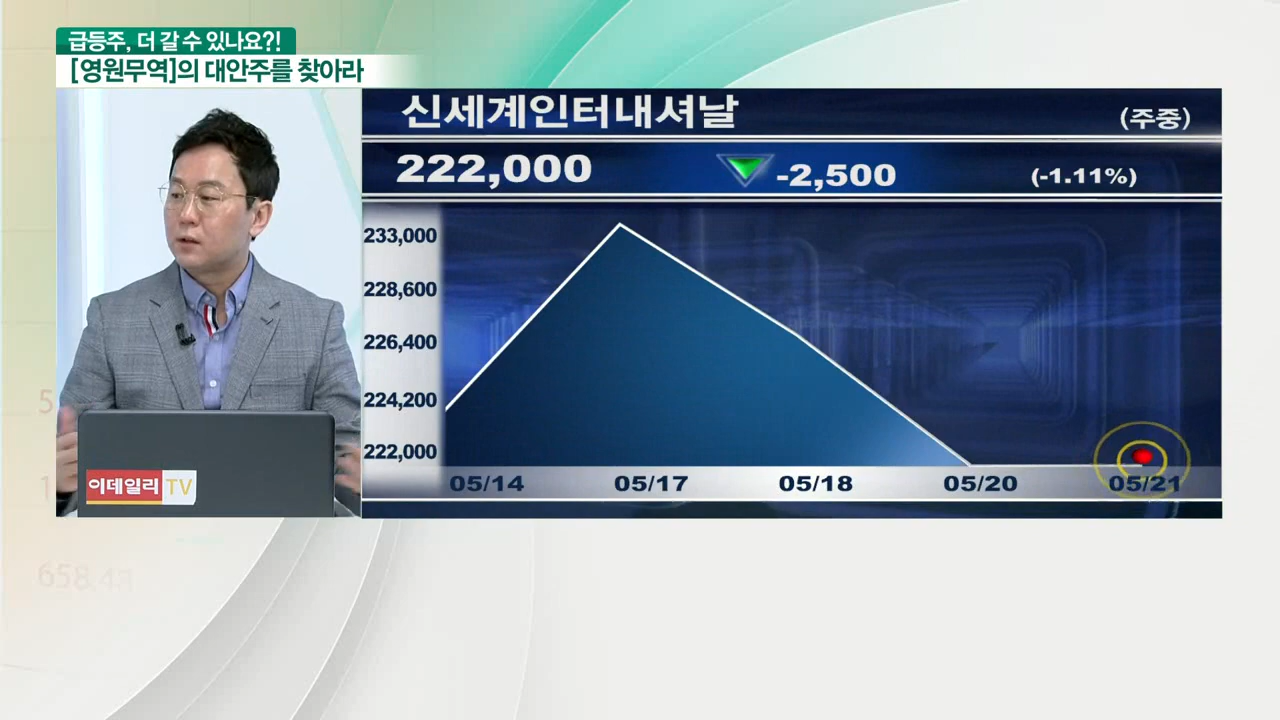 급등주, 더 갈 수 있나요?!
[영원무역]의 대안주를 찾아라
신세계인터내셔날
(주중)
222,000
-2,500
(-1.11%)
233,000
228,600
226,400
224,200
222,000
05/14
05/17
05/18
05/20
05/21
이데일리 TV
658.48